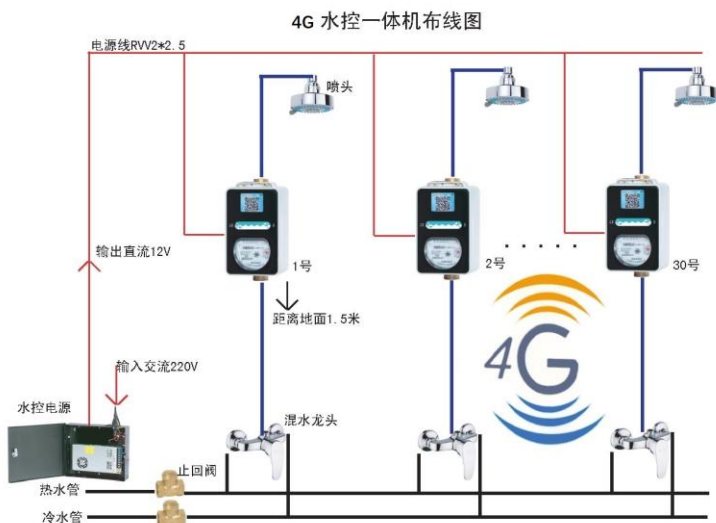 4G 水控一体机布线图
电源线RVV2*2.5
喷头
输出直流12V
1号
2号
.....
30号
距离地面1.5米
4G
输入交流220V
水控电源
混水龙头
止回阀
热水管
冷水管